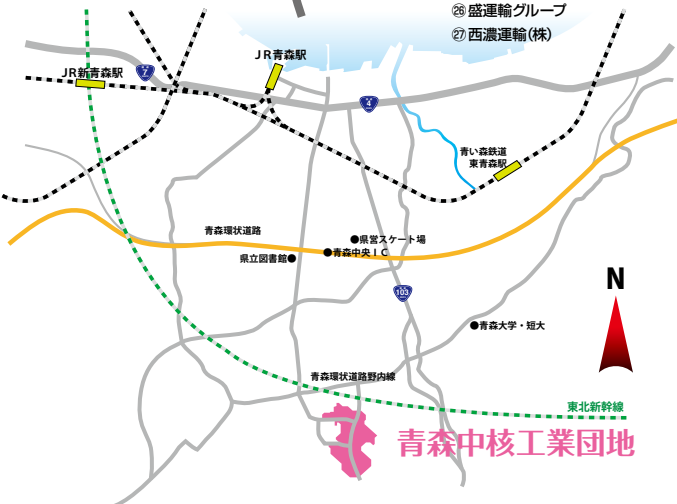 ㉖ 盛運輸グループ
㉗ 西濃運輸(株)
JR青森駅
JR新青森駅
7
4
青い森鉄道
東青森駅
青森環状道路
県営スケート場
青森中央IC
県立図書館
103
N
青森大学・短大
青森環状道路野内線
東北新幹線
青森中核工業団地